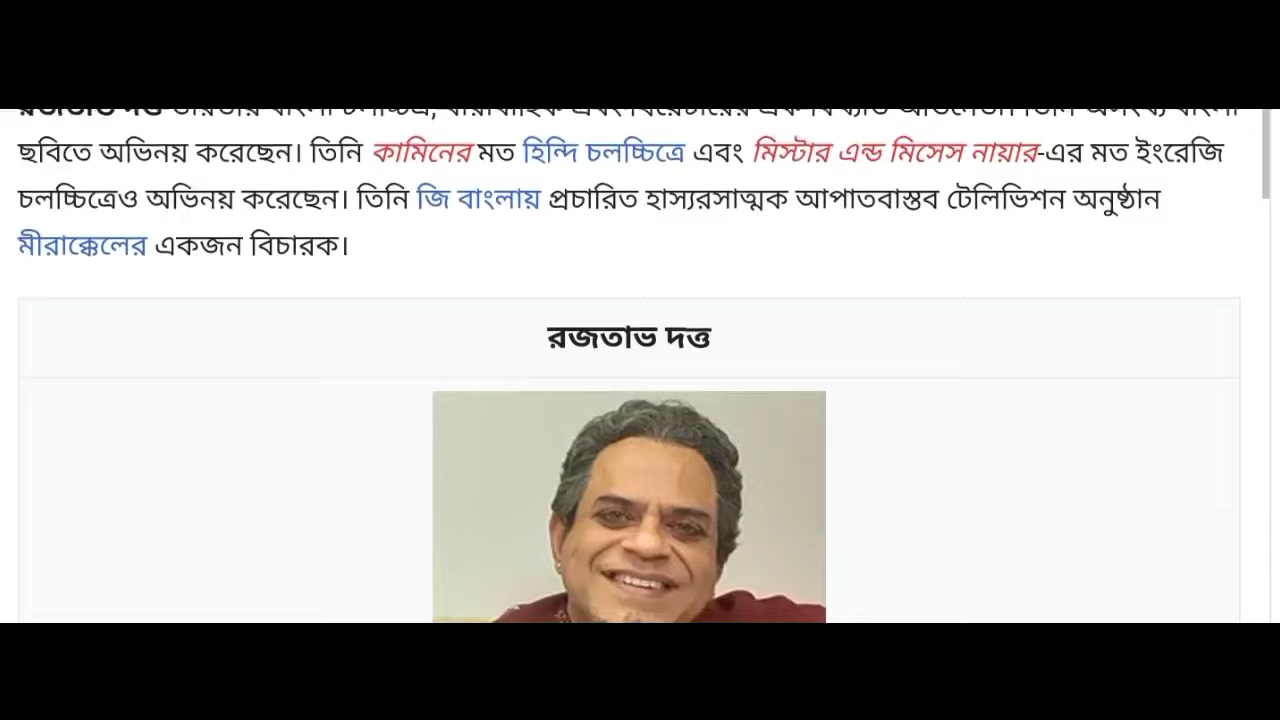 ছবিতে অভিনয় করেছেন। তিনি কামিনের মত হিন্দি চলচ্চিত্রে এবং মিস্টার এন্ড মিসেস নায়ার-এর মত ইংরেজি
চলচ্চিত্রেও অভিনয় করেছেন। তিনি জি বাংলায় প্রচারিত হাস্যরসাত্মক আপাতবাস্তব টেলিভিশন অনুষ্ঠান
মীরাক্কেলের একজন বিচারক।
রজতাভ দত্ত